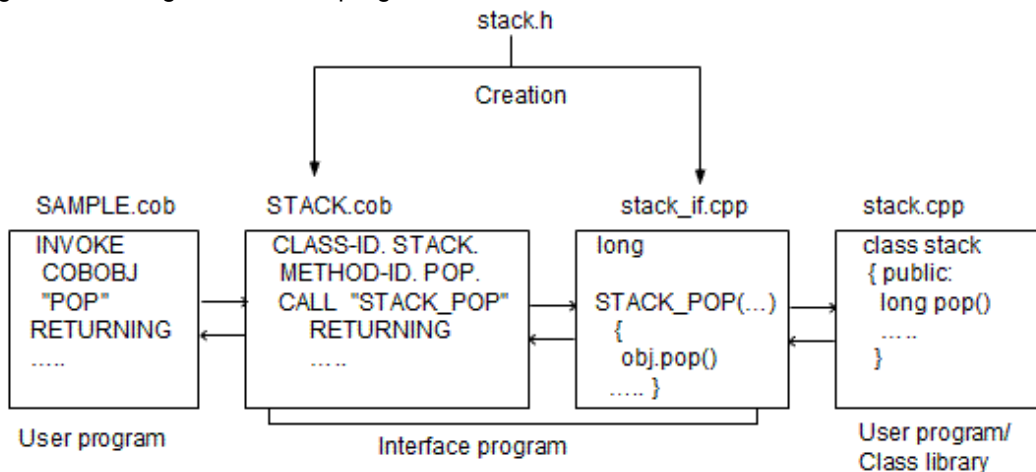 stack.h
Creation
SAMPLE.cob
INVOKE
COBOBJ
"POP"
RETURNING
.....
STACK.cob
CLASS-ID. STACK.
METHOD-ID. POP.
CALL "STACK_POP"
RETURNING
.....
stack_if.cpp
long
STACK_POP(...)
{
obj.pop()
..... }
stack.cpp
class stack
{ public:
long pop()
.....
}
User program
Interface program
User program/
Class library